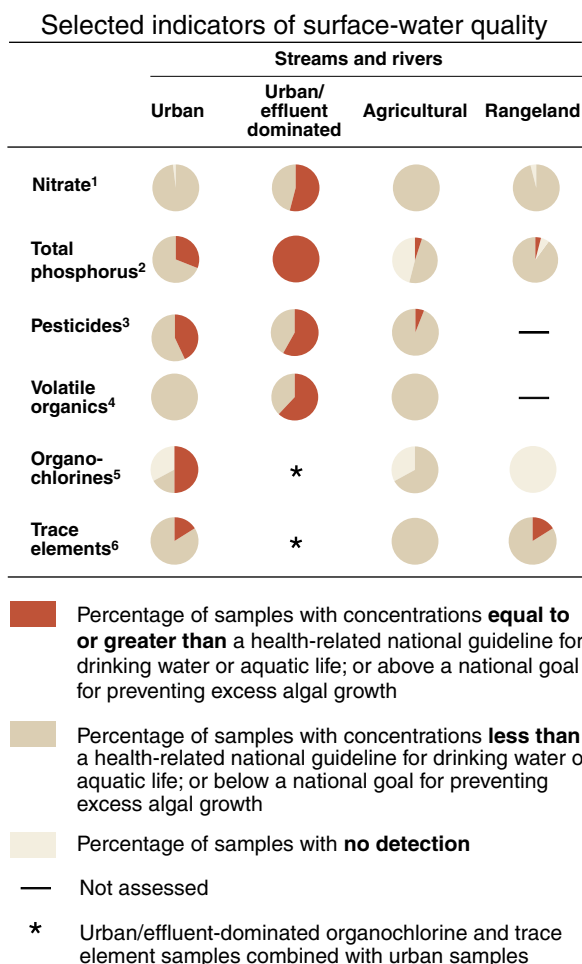 Selected indicators of surface-water quality
Streams and rivers
Urban
Urban/
effluent
dominated
Agricultural
Rangeland
Nitrate¹
Total
phosphorus²
Pesticides³
—
Volatile
organics⁴
—
Organo-
chlorines⁵
*
Trace
elements⁶
*
Percentage of samples with concentrations equal to
or greater than a health-related national guideline for
drinking water or aquatic life; or above a national goal
for preventing excess algal growth
Percentage of samples with concentrations less than
a health-related national guideline for drinking water o
aquatic life; or below a national goal for preventing
excess algal growth
Percentage of samples with no detection
— Not assessed
* Urban/effluent-dominated organochlorine and trace
element samples combined with urban samples